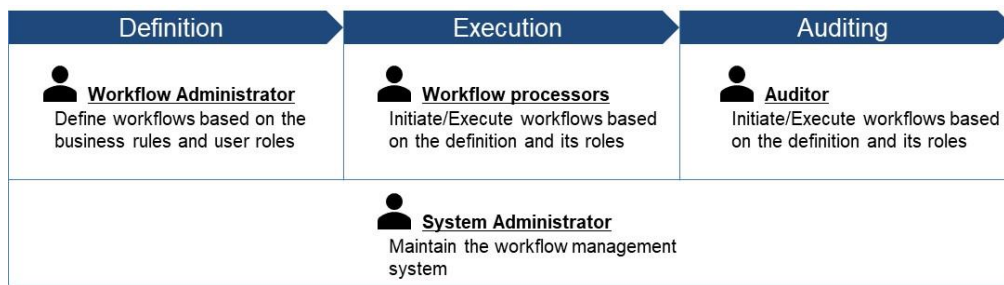 Definition
Execution
Auditing
Workflow Administrator
Define workflows based on the
business rules and user roles
Workflow processors
Initiate/Execute workflows based
on the definition and its roles
Auditor
Initiate/Execute workflows based
on the definition and its roles
System Administrator
Maintain the workflow management
system